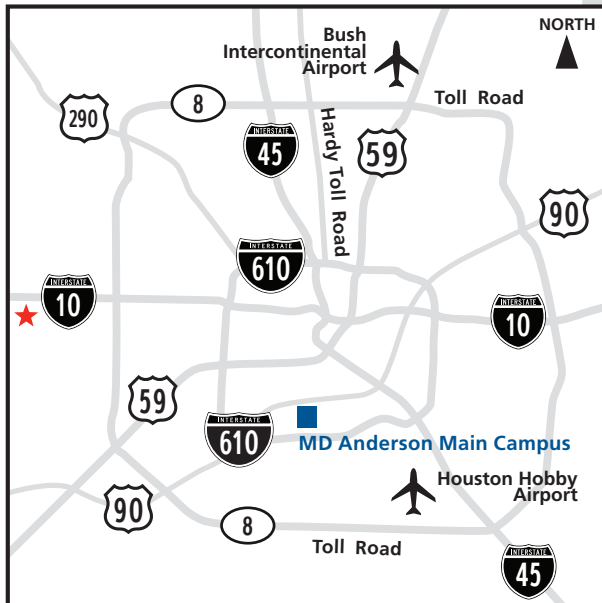 NORTH
Bush
Intercontinental
Airport
Toll Road
8
290
INTERSTATE
45
Hardy Toll Road
59
90
INTERSTATE
610
INTERSTATE
10
INTERSTATE
10
59
INTERSTATE
610
MD Anderson Main Campus
Houston Hobby
Airport
90
8
Toll Road
INTERSTATE
45